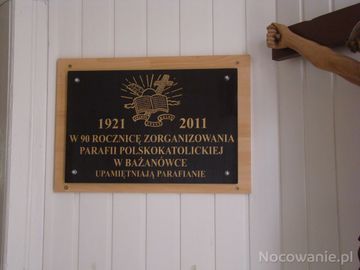 1921 2011
W 90 ROCZNICĘ ZORGANIZOWANIA
PARAFII POLSKOKATOLICKIEJ
W BAŻANÓWCE
UPAMIĘTNIAJĄ PARAFIANIE
Nocowanie.pl